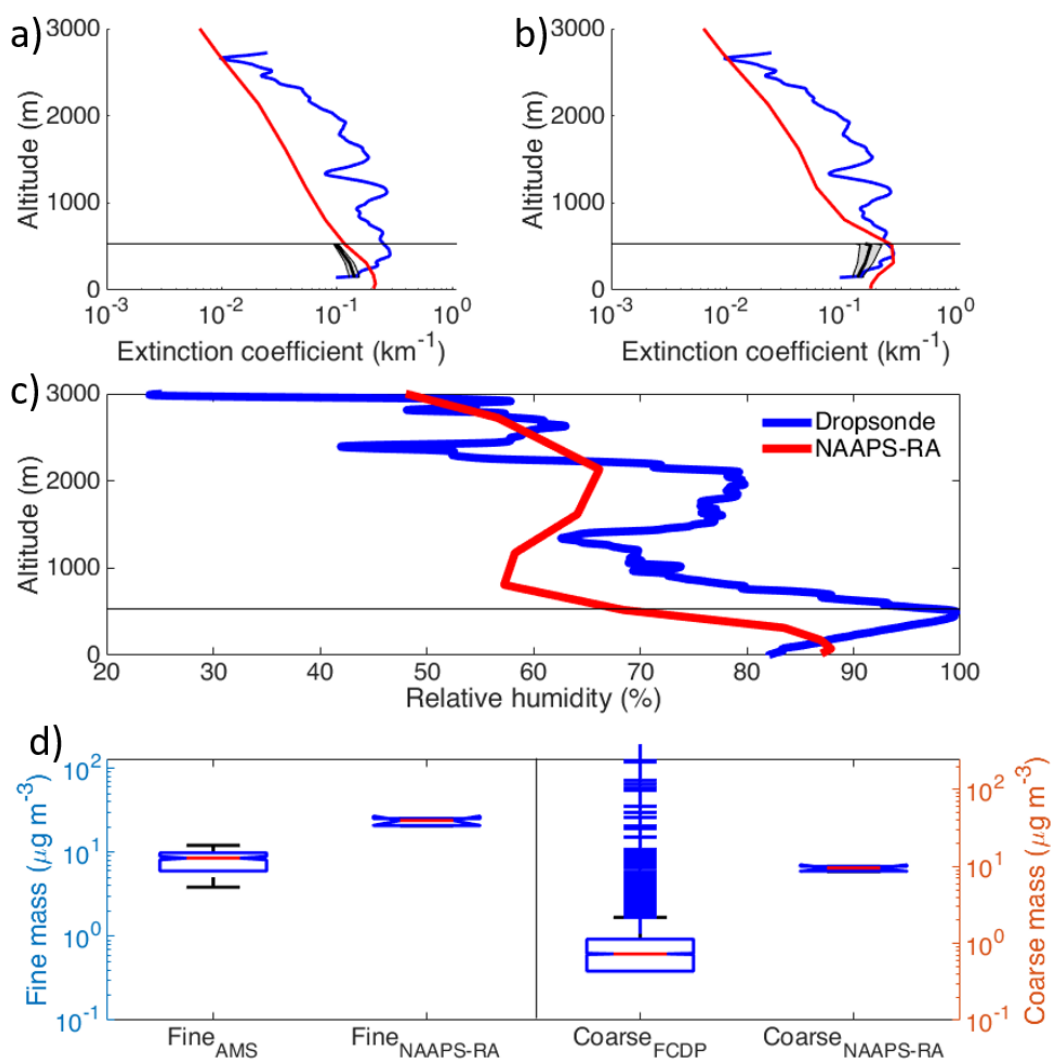 a)
b)
3000
2000
1000
0
Altitude (m)
10⁻³ 10⁻² 10⁻¹ 10⁰
Extinction coefficient (km⁻¹)
3000
2000
1000
0
Altitude (m)
10⁻³ 10⁻² 10⁻¹ 10⁰
Extinction coefficient (km⁻¹)
c)
3000
2000
1000
0
Altitude (m)
Dropsonde
NAAPS-RA
20 30 40 50 60 70 80 90 100
Relative humidity (%)
d)
10²
10¹
10⁰
10⁻¹
Fine mass (μg m⁻³)
10²
10¹
10⁰
10⁻¹
Coarse mass (μg m⁻³)
Fine_AMS Fine_NAAPS-RA Coarse_FCDP Coarse_NAAPS-RA